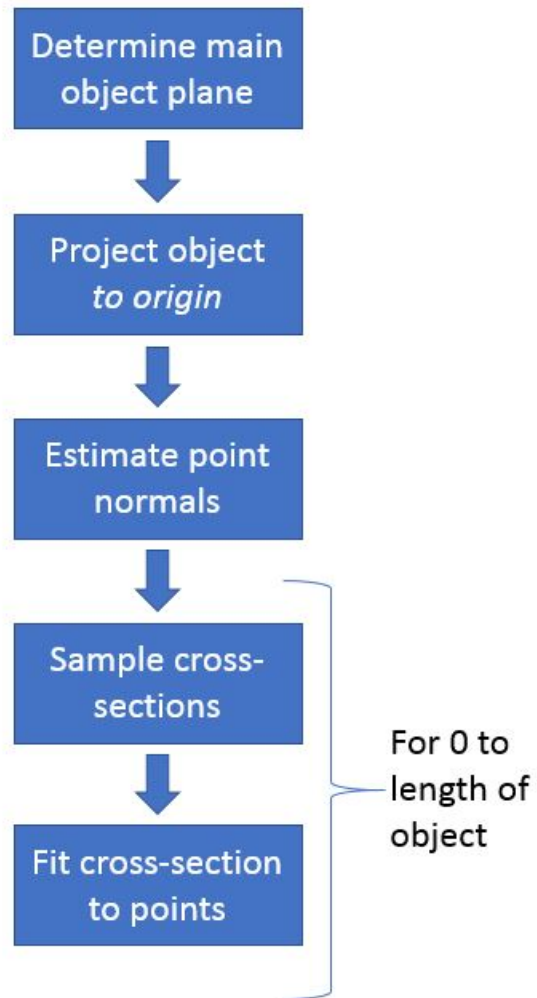 Determine main
object plane
Project object
to origin
Estimate point
normals
Sample cross-
sections
For 0 to
length of
object
Fit cross-section
to points